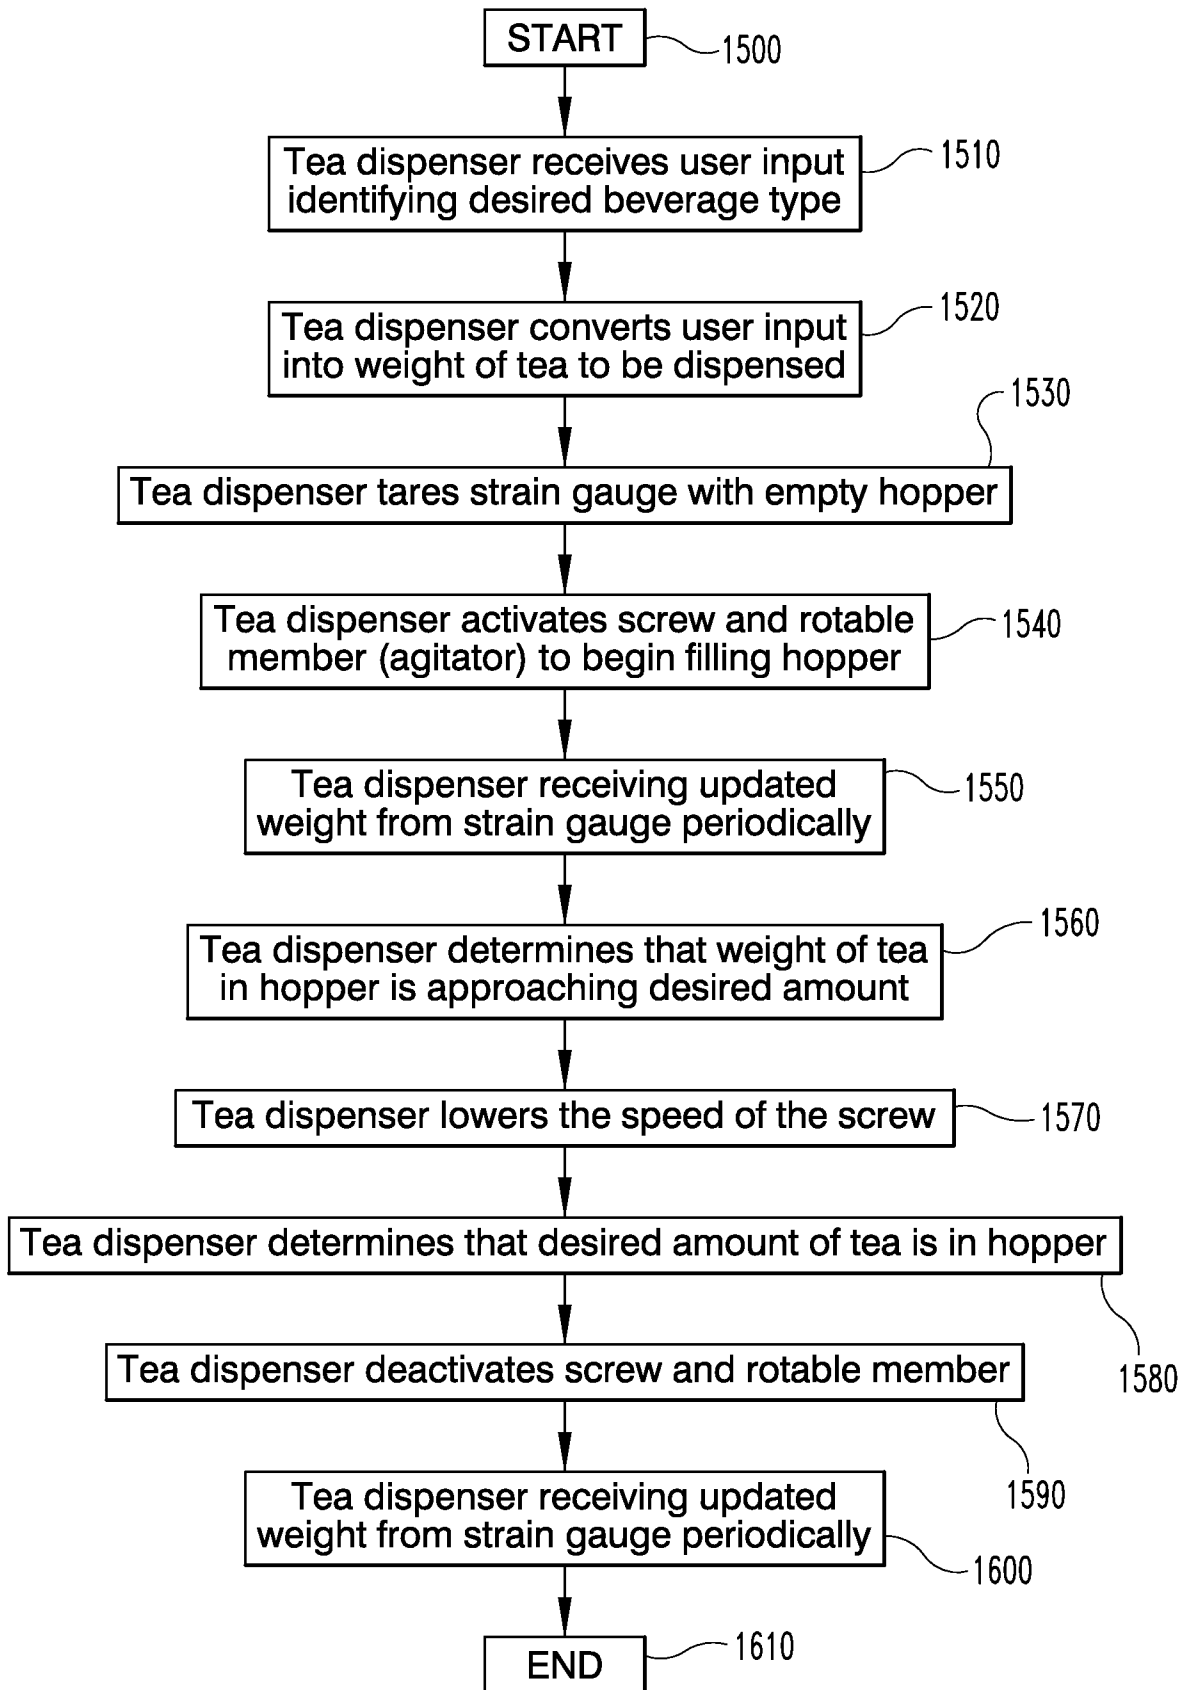 START
1500
Tea dispenser receives user input
identifying desired beverage type
1510
Tea dispenser converts user input
into weight of tea to be dispensed
1520
1530
Tea dispenser tares strain gauge with empty hopper
Tea dispenser activates screw and rotable
member (agitator) to begin filling hopper
1540
Tea dispenser receiving updated
weight from strain gauge periodically
1550
Tea dispenser determines that weight of tea
in hopper is approaching desired amount
1560
Tea dispenser lowers the speed of the screw
1570
Tea dispenser determines that desired amount of tea is in hopper
1580
Tea dispenser deactivates screw and rotable member
1590
Tea dispenser receiving updated
weight from strain gauge periodically
1600
END
1610